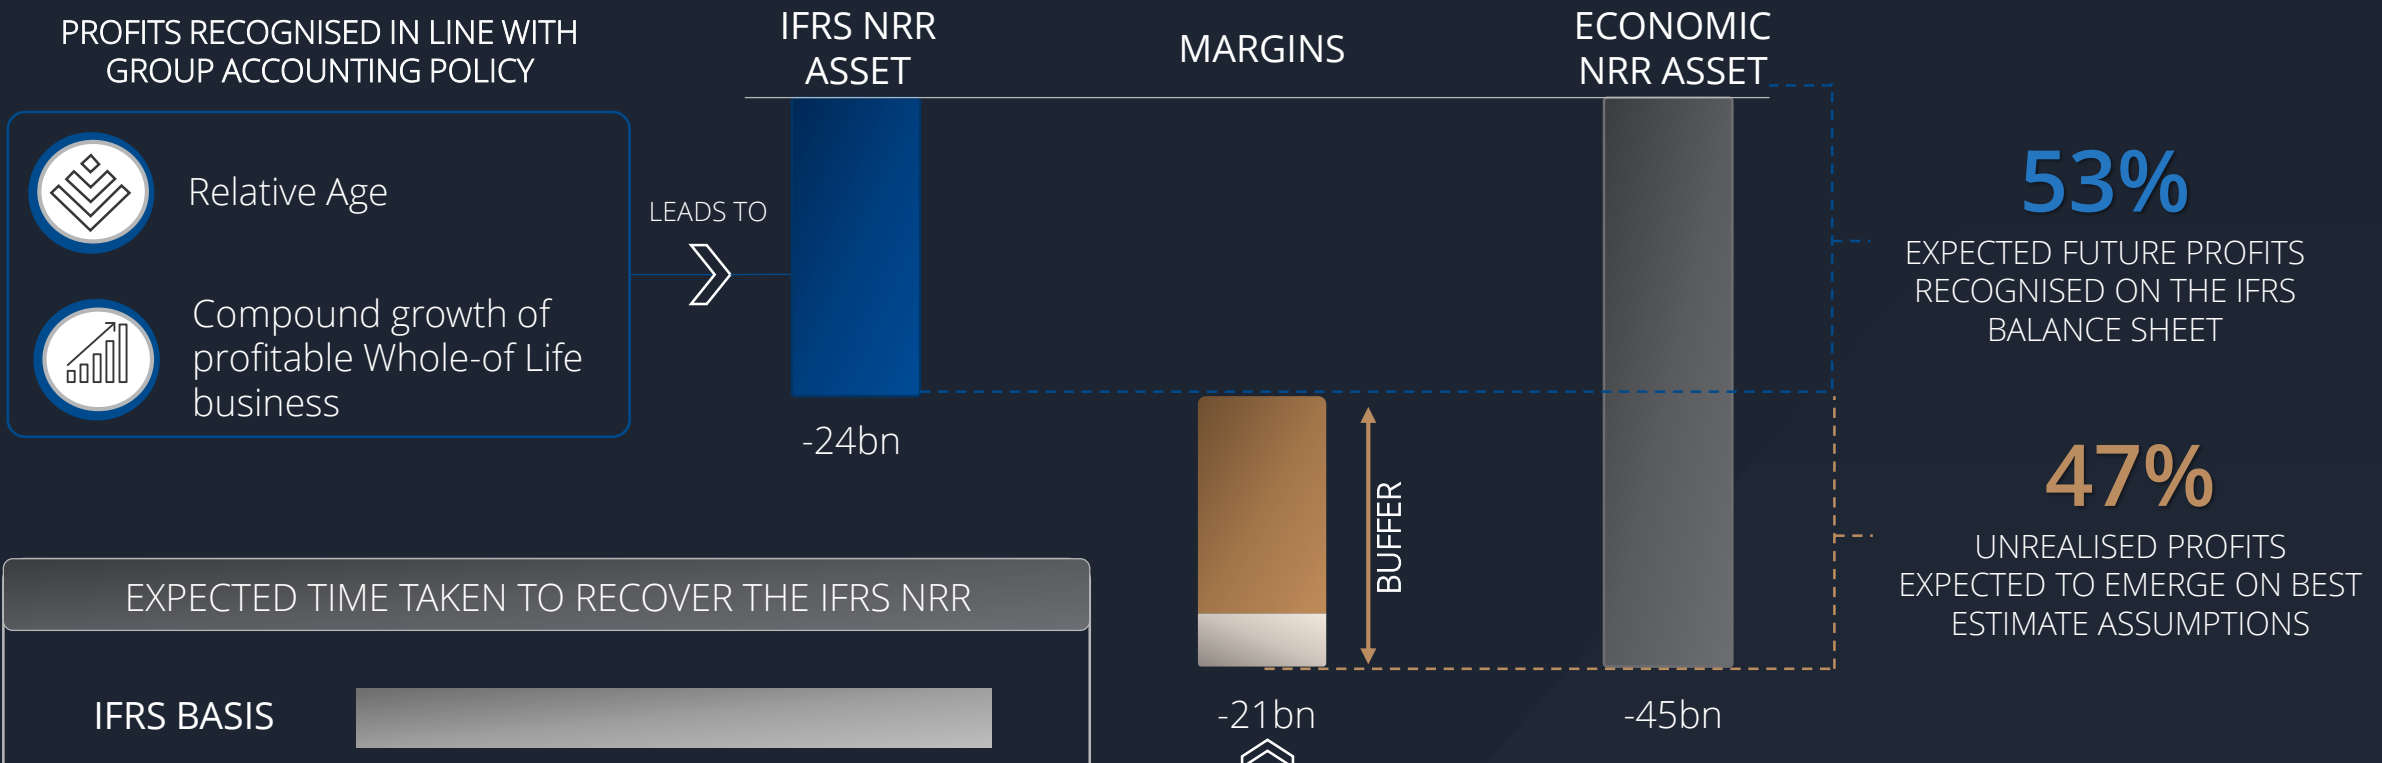 PROFITS RECOGNISED IN LINE WITH
GROUP ACCOUNTING POLICY
Relative Age
Compound growth of
profitable Whole-of Life
business
LEADS TO
IFRS NRR
ASSET
-24bn
MARGINS
BUFFER
-21bn
ECONOMIC
NRR ASSET
-45bn
53%
EXPECTED FUTURE PROFITS
RECOGNISED ON THE IFRS
BALANCE SHEET
47%
UNREALISED PROFITS
EXPECTED TO EMERGE ON BEST
ESTIMATE ASSUMPTIONS
EXPECTED TIME TAKEN TO RECOVER THE IFRS NRR
IFRS BASIS